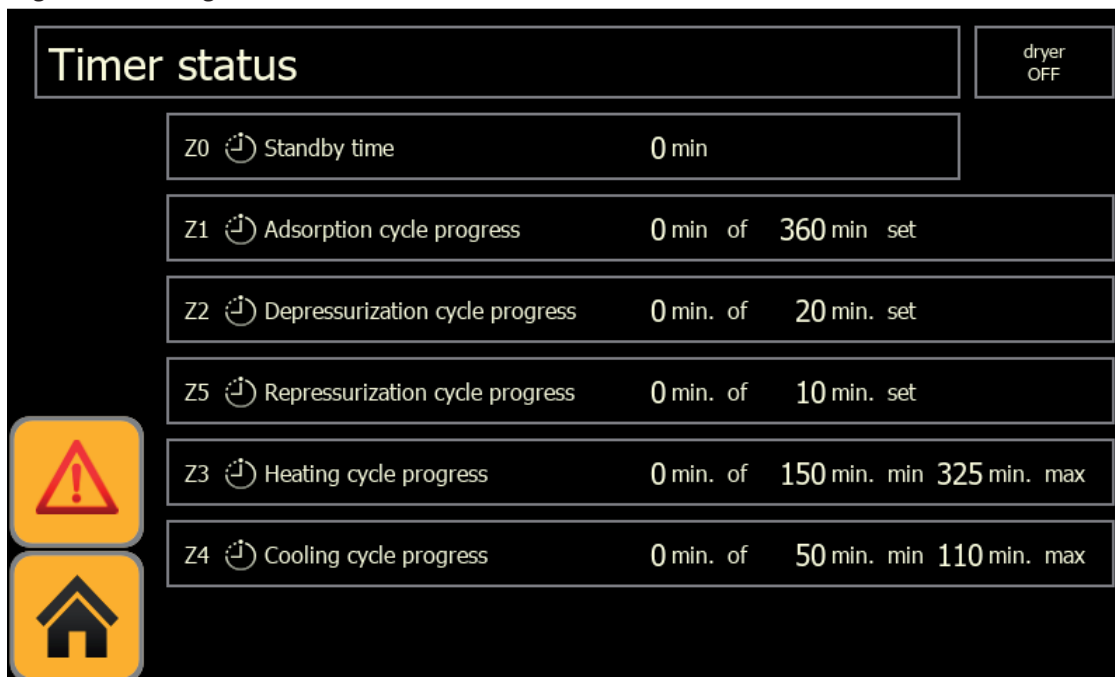 Timer status
dryer
OFF
Z0 Standby time 0 min
Z1 Adsorption cycle progress 0 min of 360 min set
Z2 Depressurization cycle progress 0 min. of 20 min. set
Z5 Repressurization cycle progress 0 min. of 10 min. set
Z3 Heating cycle progress 0 min. of 150 min. min 325 min. max
Z4 Cooling cycle progress 0 min. of 50 min. min 110 min. max